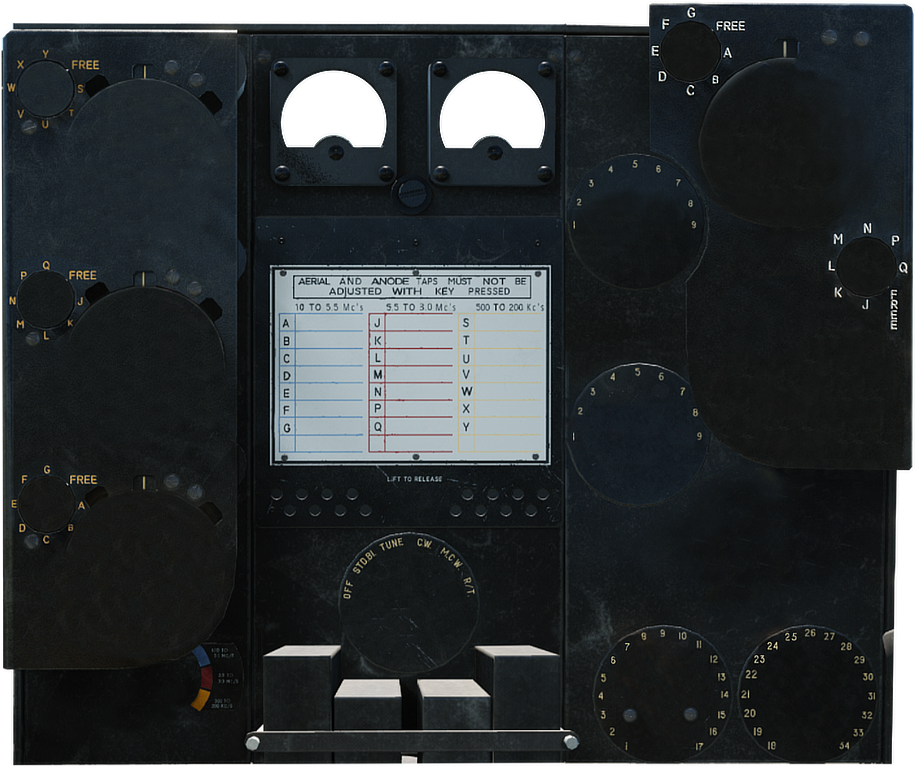 Y
X FREE
W S
V T
U
Q
P FREE
N J
M K
L
G
F FREE
E A
D B
C
AERIAL AND ANODE TAPS MUST NOT BE
ADJUSTED WITH KEY PRESSED
10 TO 5.5 Mc's 5.5 TO 3.0 Mc's 500 TO 200 Kc's
A J S
B K T
C L U
D M V
E N W
F P X
G Q Y
LIFT TO RELEASE
OFF STDBI. TUNE C.W. M.C.W. R/T.
G
F FREE
E A
D B
C
N
M P
L Q
K J FREE
1 2 3 4 5 6 7 8 9
1 2 3 4 5 6 7 8 9
1 2 3 4 5 6 7 8 9 10 11 12 13 14 15 16 17
18 19 20 21 22 23 24 25 26 27 28 29 30 31 32 33 34